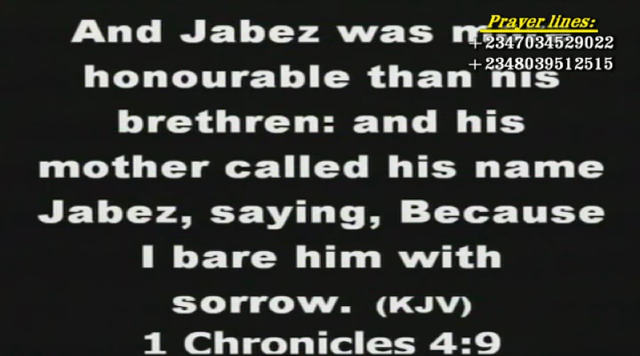 Prayer lines:
+2347034529022
+2348039512515
And Jabez was
honourable than his
brethren: and his
mother called his name
Jabez, saying, Because
I bare him with
sorrow. (KJV)
1 Chronicles 4:9